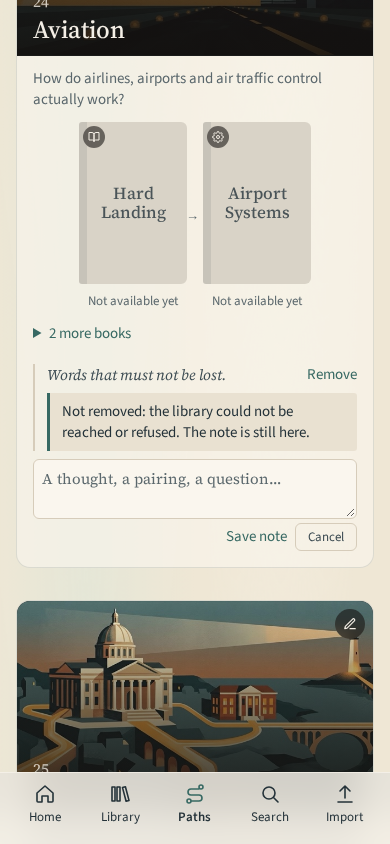 24
Aviation
How do airlines, airports and air traffic control
actually work?
Hard
Landing
→
Airport
Systems
Not available yet
Not available yet
2 more books
Words that must not be lost.
Remove
Not removed: the library could not be
reached or refused. The note is still here.
A thought, a pairing, a question...
Save note
Cancel
25
Home
Library
Paths
Search
Import